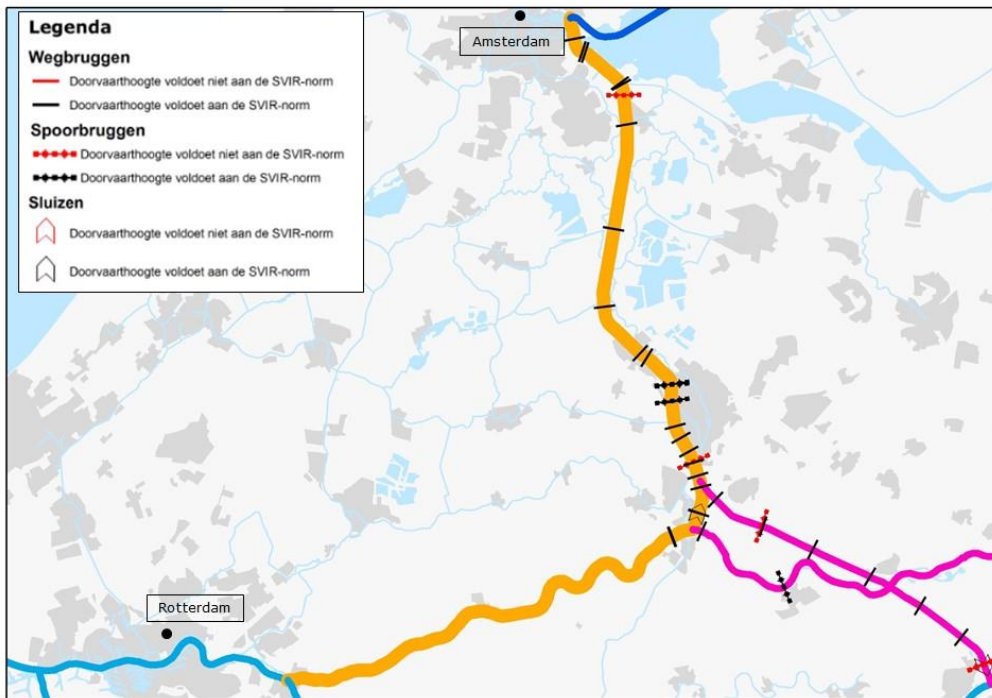 Legenda
Wegbruggen
Doorvaarthoogte voldoet niet aan de SVIR-norm
Doorvaarthoogte voldoet aan de SVIR-norm
Spoorbruggen
Doorvaarthoogte voldoet niet aan de SVIR-norm
Doorvaarthoogte voldoet aan de SVIR-norm
Sluizen
Doorvaarthoogte voldoet niet aan de SVIR-norm
Doorvaarthoogte voldoet aan de SVIR-norm
Amsterdam
Rotterdam